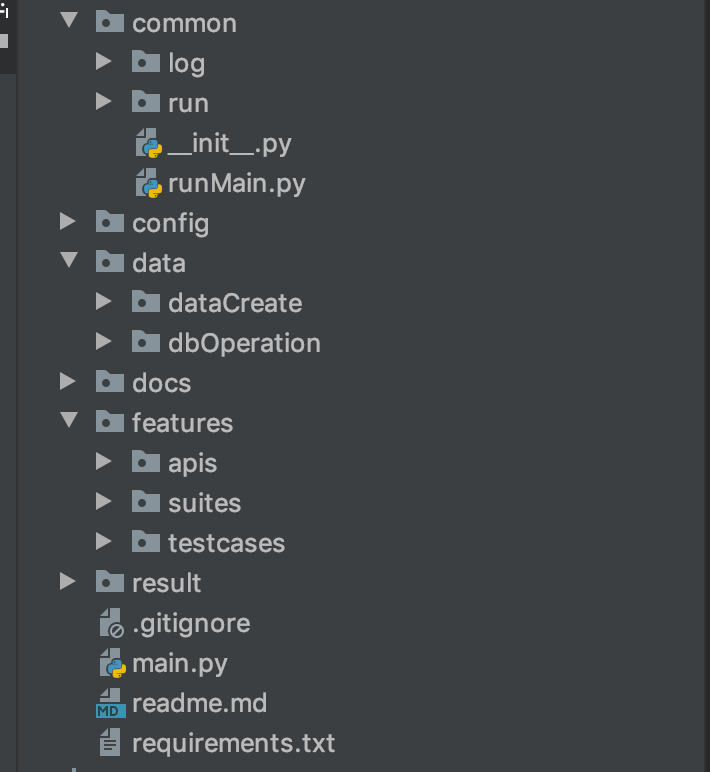 common
log
run
__init__.py
runMain.py
config
data
dataCreate
dbOperation
docs
features
apis
suites
testcases
result
.gitignore
main.py
MD readme.md
requirements.txt